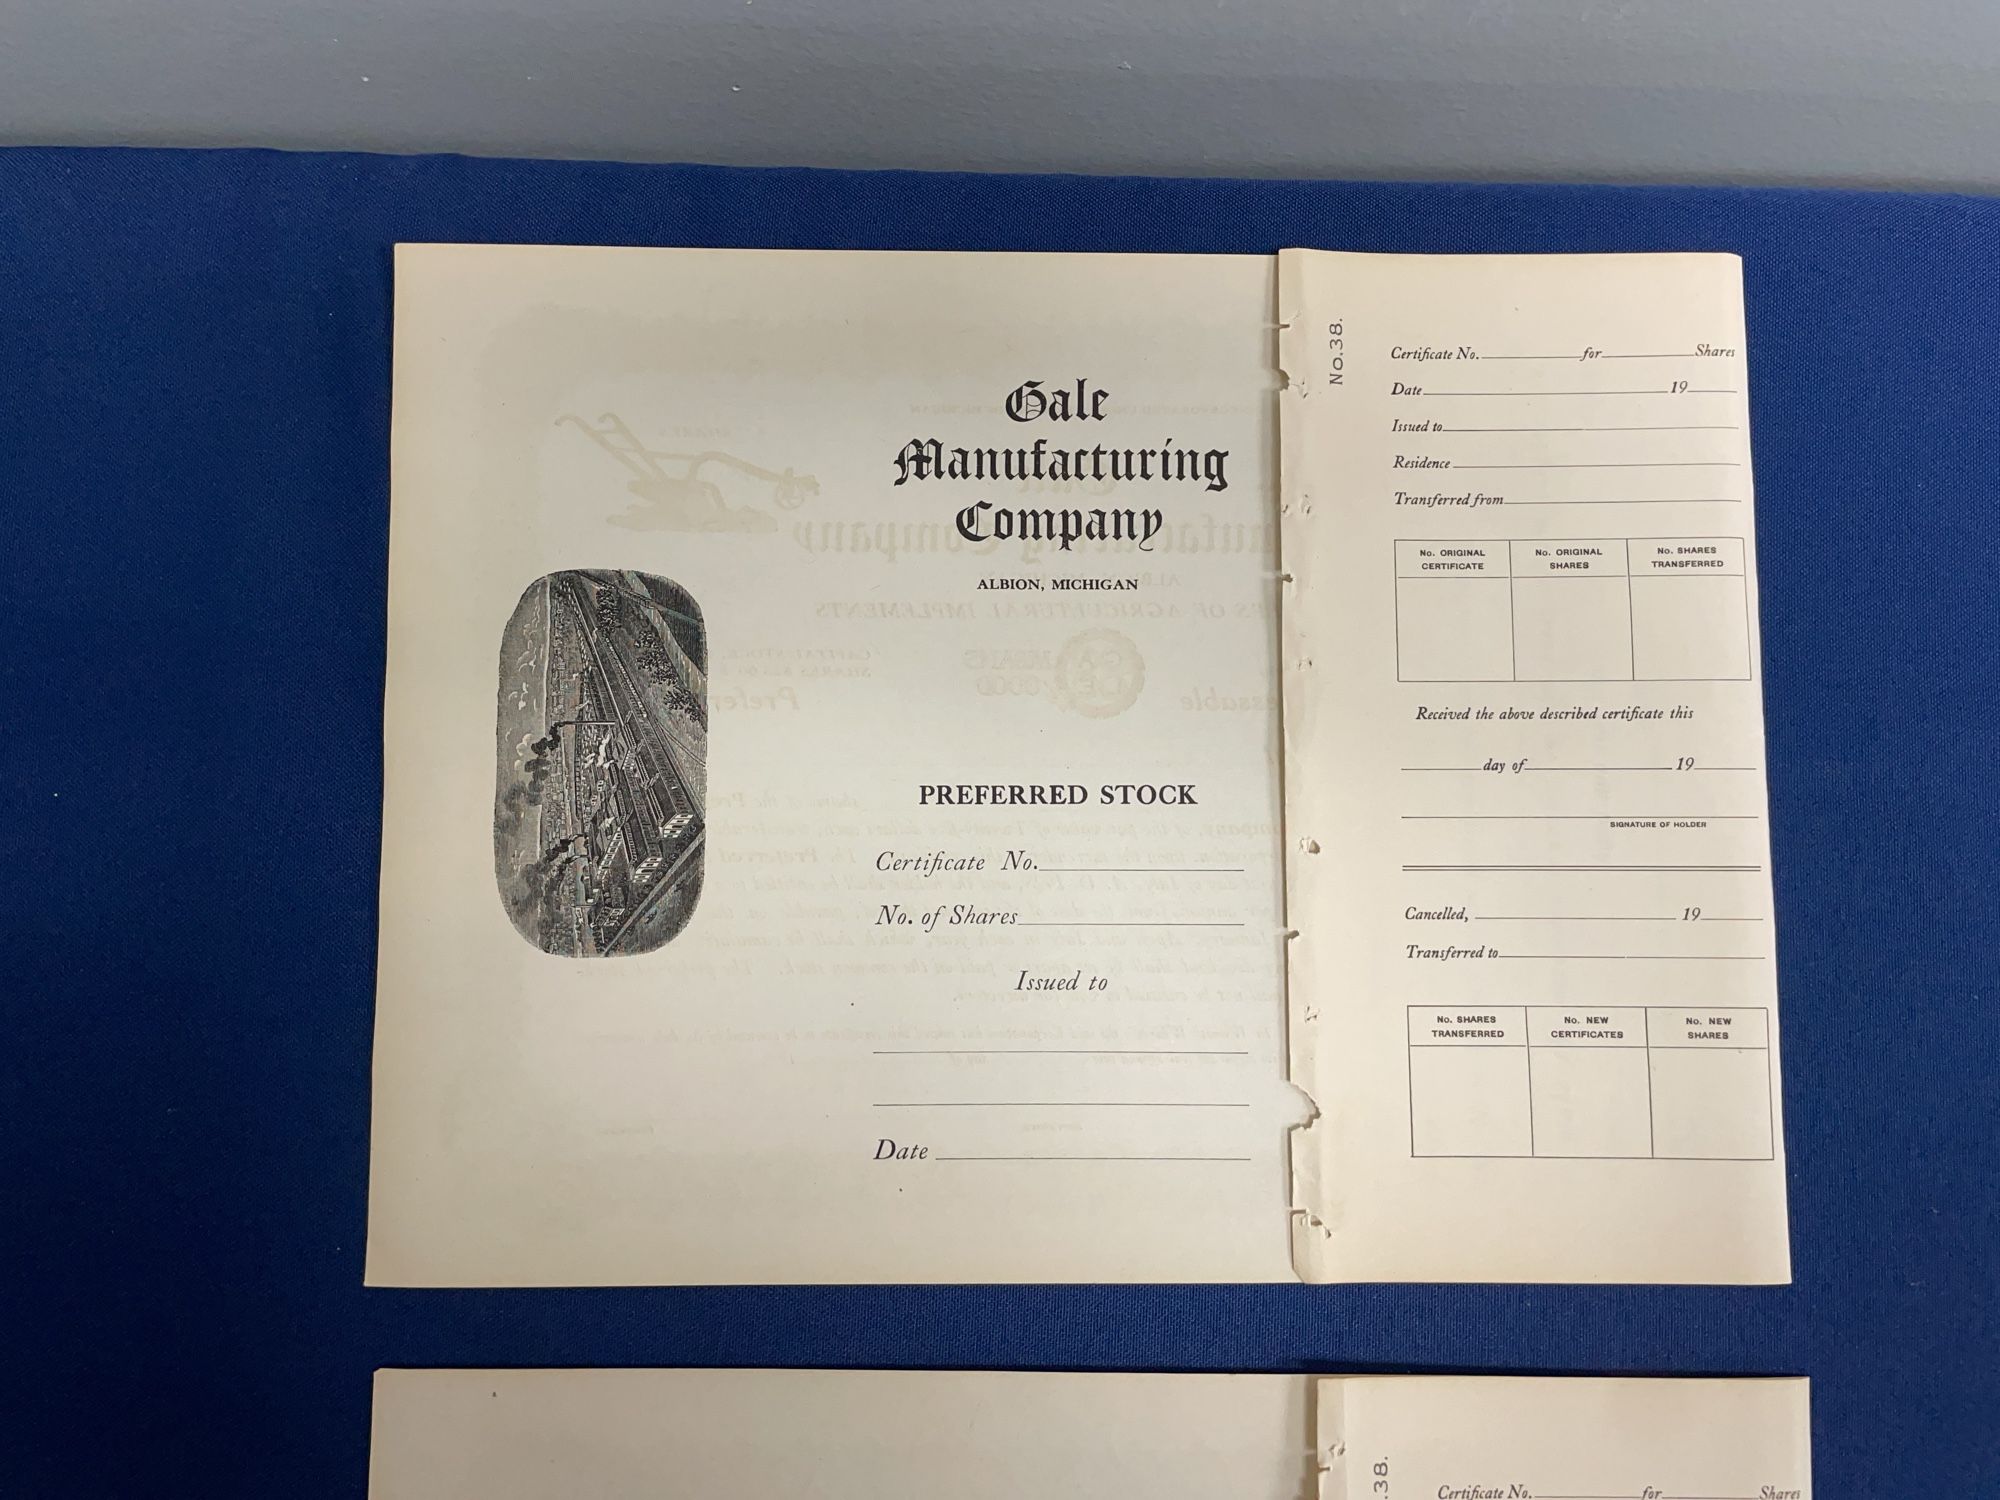 Gale
Manufacturing
Company
ALBION, MICHIGAN
PREFERRED STOCK
Certificate No.
No. of Shares
Issued to
Date
No.38.
Certificate No. for Shares
Date 19
Issued to
Residence
Transferred from
No. ORIGINAL CERTIFICATE
No. ORIGINAL SHARES
No. SHARES TRANSFERRED
Received the above described certificate this
day of 19
SIGNATURE OF HOLDER
Cancelled, 19
Transferred to
No. SHARES TRANSFERRED
No. NEW CERTIFICATES
No. NEW SHARES
.38.
Certificate No. for Shares